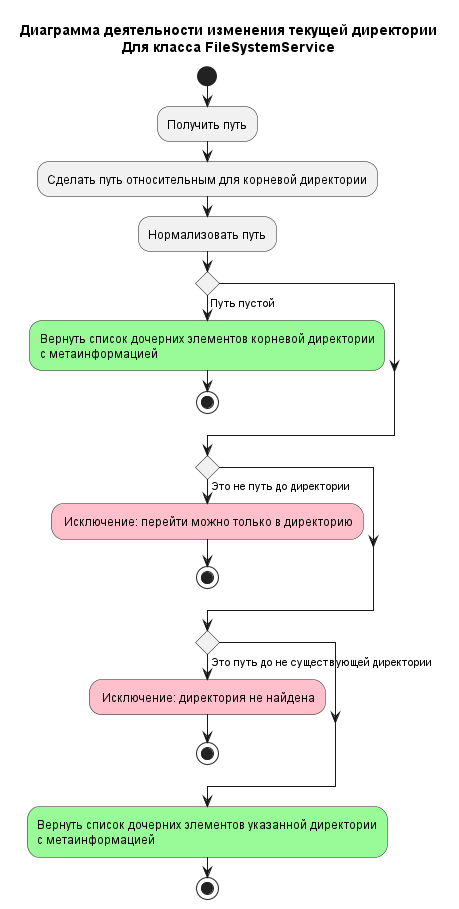 Диаграмма деятельности изменения текущей директории
Для класса FileSystemService
Получить путь
Сделать путь относительным для корневой директории
Нормализовать путь
Путь пустой
Вернуть список дочерних элементов корневой директории
с метаинформацией
Это не путь до директории
Исключение: перейти можно только в директорию
Это путь до не существующей директории
Исключение: директория не найдена
Вернуть список дочерних элементов указанной директории
с метаинформацией